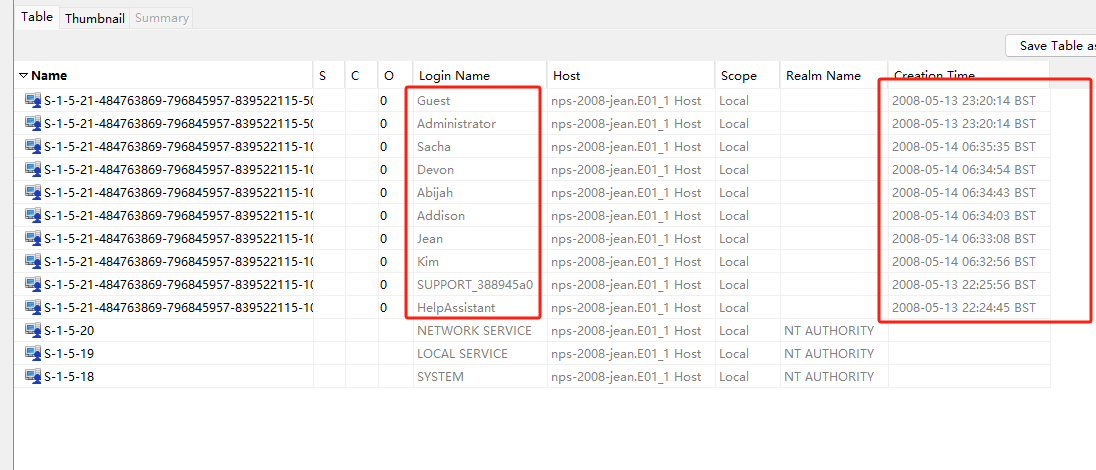 Table Thumbnail Summary
Save Table as
Name S C O Login Name Host Scope Realm Name Creation Time
S-1-5-21-484763869-796845957-839522115-50 0 Guest nps-2008-jean.E01_1 Host Local 2008-05-13 23:20:14 BST
S-1-5-21-484763869-796845957-839522115-50 0 Administrator nps-2008-jean.E01_1 Host Local 2008-05-13 23:20:14 BST
S-1-5-21-484763869-796845957-839522115-10 0 Sacha nps-2008-jean.E01_1 Host Local 2008-05-14 06:35:35 BST
S-1-5-21-484763869-796845957-839522115-10 0 Devon nps-2008-jean.E01_1 Host Local 2008-05-14 06:34:54 BST
S-1-5-21-484763869-796845957-839522115-10 0 Abijah nps-2008-jean.E01_1 Host Local 2008-05-14 06:34:43 BST
S-1-5-21-484763869-796845957-839522115-10 0 Addison nps-2008-jean.E01_1 Host Local 2008-05-14 06:34:03 BST
S-1-5-21-484763869-796845957-839522115-10 0 Jean nps-2008-jean.E01_1 Host Local 2008-05-14 06:33:08 BST
S-1-5-21-484763869-796845957-839522115-10 0 Kim nps-2008-jean.E01_1 Host Local 2008-05-14 06:32:56 BST
S-1-5-21-484763869-796845957-839522115-10 0 SUPPORT_388945a0 nps-2008-jean.E01_1 Host Local 2008-05-13 22:25:56 BST
S-1-5-21-484763869-796845957-839522115-10 0 HelpAssistant nps-2008-jean.E01_1 Host Local 2008-05-13 22:24:45 BST
S-1-5-20 NETWORK SERVICE nps-2008-jean.E01_1 Host Local NT AUTHORITY
S-1-5-19 LOCAL SERVICE nps-2008-jean.E01_1 Host Local NT AUTHORITY
S-1-5-18 SYSTEM nps-2008-jean.E01_1 Host Local NT AUTHORITY